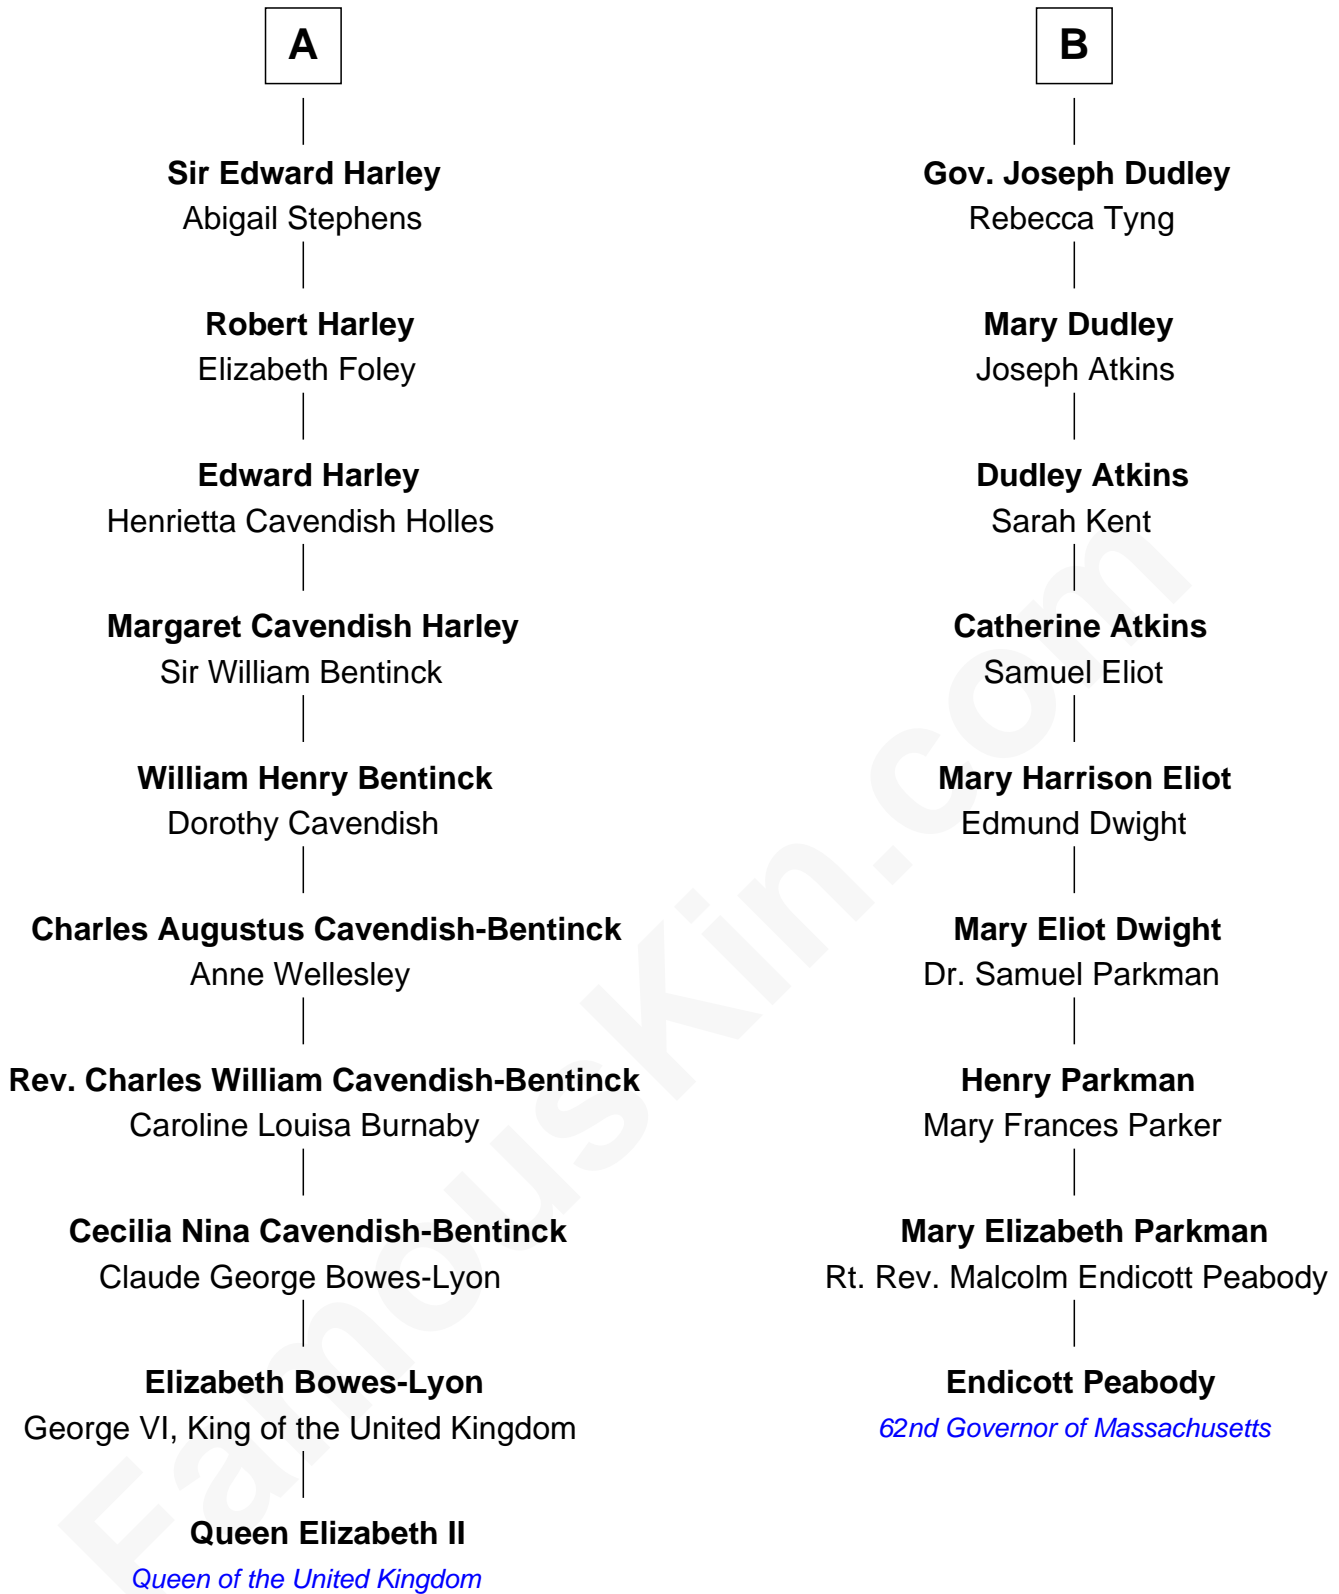 A
Sir Edward Harley
Abigail Stephens
Robert Harley
Elizabeth Foley
Edward Harley
Henrietta Cavendish Holles
Margaret Cavendish Harley
Sir William Bentinck
William Henry Bentinck
Dorothy Cavendish
Charles Augustus Cavendish-Bentinck
Anne Wellesley
Rev. Charles William Cavendish-Bentinck
Caroline Louisa Burnaby
Cecilia Nina Cavendish-Bentinck
Claude George Bowes-Lyon
Elizabeth Bowes-Lyon
George VI, King of the United Kingdom
Queen Elizabeth II
Queen of the United Kingdom
B
Gov. Joseph Dudley
Rebecca Tyng
Mary Dudley
Joseph Atkins
Dudley Atkins
Sarah Kent
Catherine Atkins
Samuel Eliot
Mary Harrison Eliot
Edmund Dwight
Mary Eliot Dwight
Dr. Samuel Parkman
Henry Parkman
Mary Frances Parker
Mary Elizabeth Parkman
Rt. Rev. Malcolm Endicott Peabody
Endicott Peabody
62nd Governor of Massachusetts
FamousKin.com